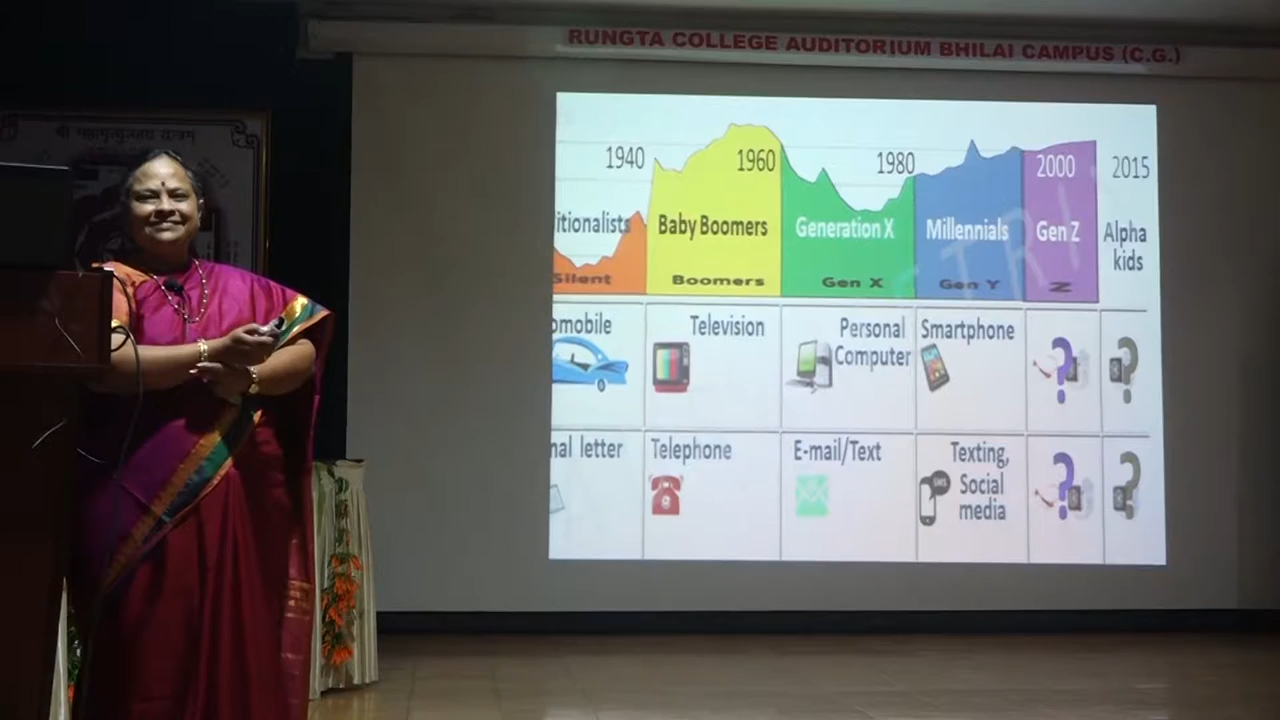 RUNGTA COLLEGE AUDITORIUM BHILAI CAMPUS (C.G.)
1940 1960 1980 2000 2015
itionalists Baby Boomers Generation X Millennials Gen Z Alpha
kids
Silent Boomers Gen X Gen Y Z
omobile Television Personal
Computer Smartphone ? ?
nal letter Telephone E-mail/Text Texting,
Social
media ? ?
SMS